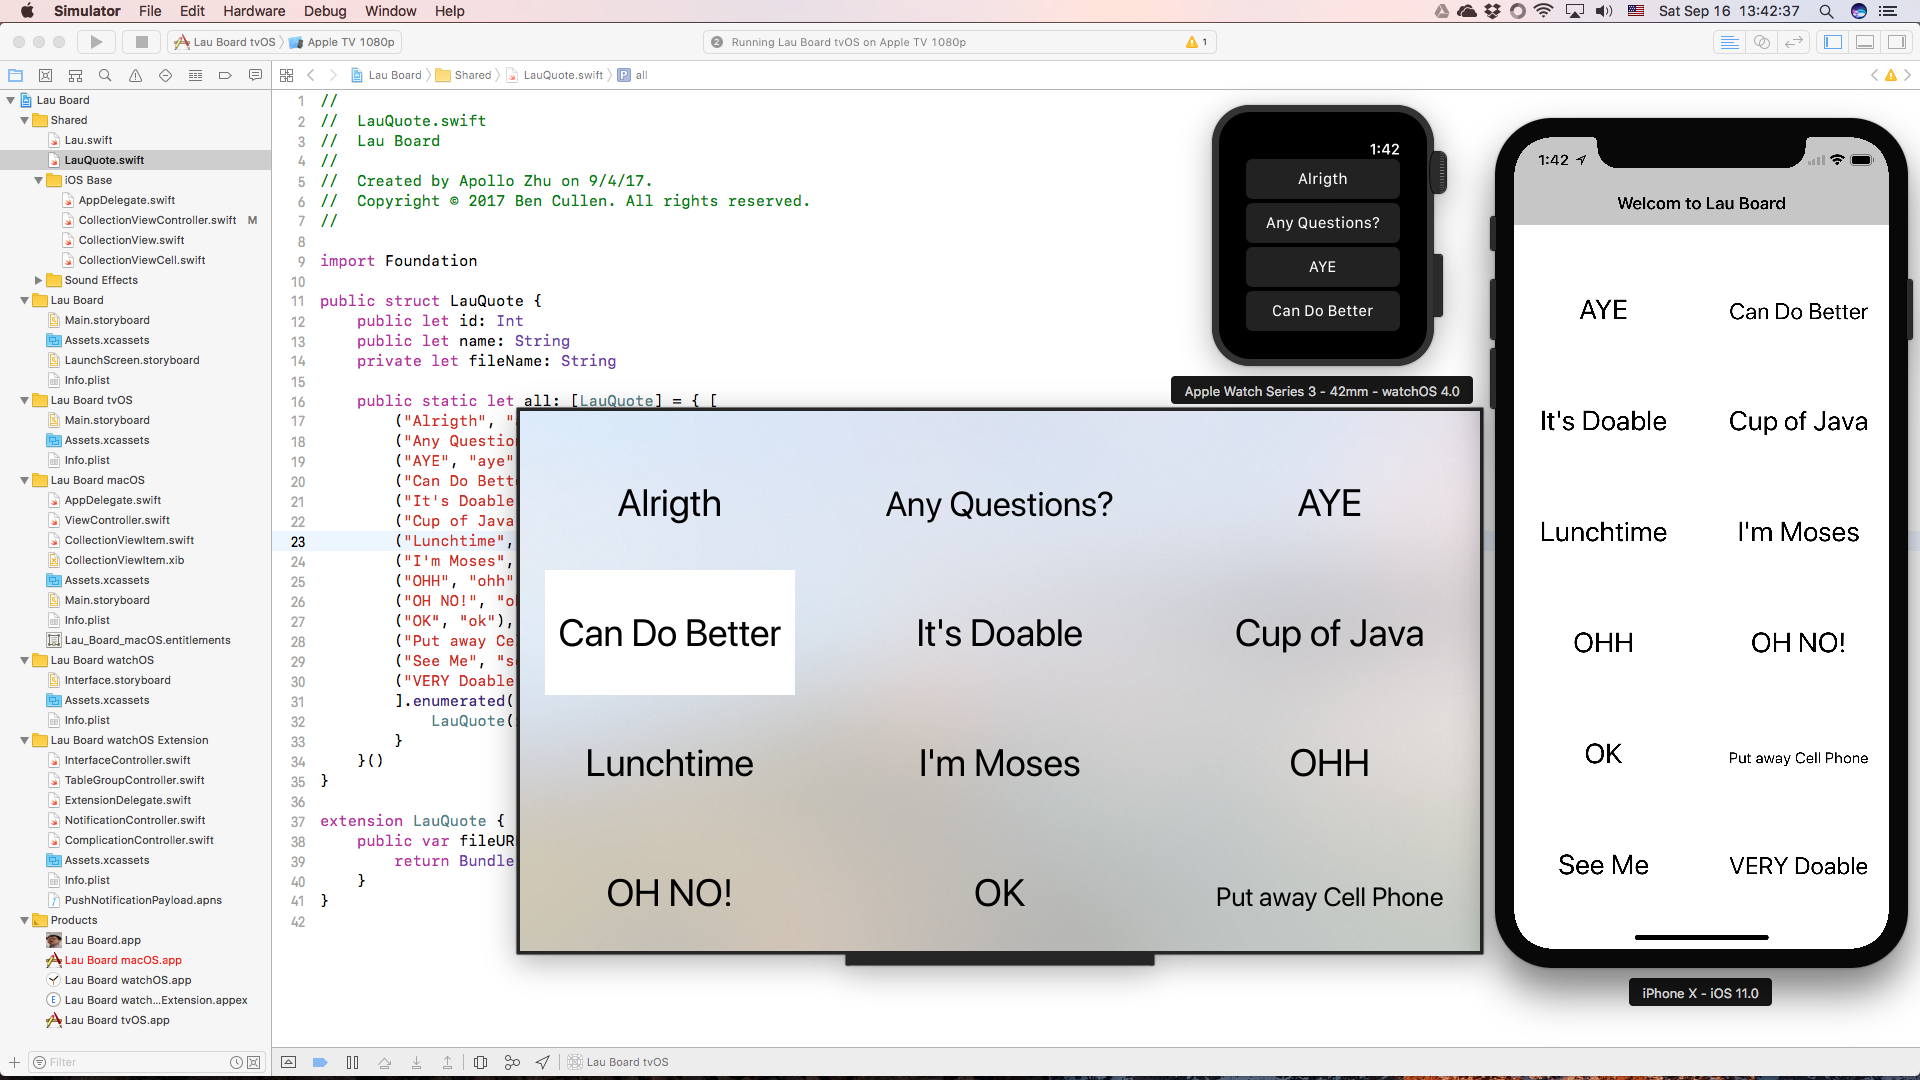 Simulator File Edit Hardware Debug Window Help Sat Sep 16 13:42:37
Lau Board tvOS Apple TV 1080p 2 Running Lau Board tvOS on Apple TV 1080p 1
Lau Board Shared LauQuote.swift P all
Lau Board
Shared
Lau.swift
LauQuote.swift
iOS Base
AppDelegate.swift
CollectionViewController.swift M
CollectionView.swift
CollectionViewCell.swift
Sound Effects
Lau Board
Main.storyboard
Assets.xcassets
LaunchScreen.storyboard
Info.plist
Lau Board tvOS
Main.storyboard
Assets.xcassets
Info.plist
Lau Board macOS
AppDelegate.swift
ViewController.swift
CollectionViewItem.swift
CollectionViewItem.xib
Assets.xcassets
Main.storyboard
Info.plist
Lau_Board_macOS.entitlements
Lau Board watchOS
Interface.storyboard
Assets.xcassets
Info.plist
Lau Board watchOS Extension
InterfaceController.swift
TableGroupController.swift
ExtensionDelegate.swift
NotificationController.swift
ComplicationController.swift
Assets.xcassets
Info.plist
PushNotificationPayload.apns
Products
Lau Board.app
Lau Board macOS.app
Lau Board watchOS.app
E Lau Board watch...Extension.appex
Lau Board tvOS.app
Filter
1 //
2 // LauQuote.swift
3 // Lau Board
4 //
5 // Created by Apollo Zhu on 9/4/17.
6 // Copyright © 2017 Ben Cullen. All rights reserved.
7 //
8
9 import Foundation
10
11 public struct LauQuote {
12 public let id: Int
13 public let name: String
14 private let fileName: String
15
16 public static let all: [LauQuote] = { [
17 ("Alrigth", "
18 ("Any Question
19 ("AYE", "aye"
20 ("Can Do Bett
21 ("It's Doable
22 ("Cup of Java
23 ("Lunchtime",
24 ("I'm Moses",
25 ("OHH", "ohh"
26 ("OH NO!", "o
27 ("OK", "ok"),
28 ("Put away Ce
29 ("See Me", "s
30 ("VERY Doable
31 ].enumerated(
32 LauQuote(
33 }
34 }()
35 }
36
37 extension LauQuote {
38 public var fileUR
39 return Bundle
40 }
41 }
42
Lau Board tvOS
1:42
Alrigth
Any Questions?
AYE
Can Do Better
Apple Watch Series 3 - 42mm - watchOS 4.0
Alrigth Any Questions? AYE
Can Do Better It's Doable Cup of Java
Lunchtime I'm Moses OHH
OH NO! OK Put away Cell Phone
1:42
Welcom to Lau Board
AYE Can Do Better
It's Doable Cup of Java
Lunchtime I'm Moses
OHH OH NO!
OK Put away Cell Phone
See Me VERY Doable
iPhone X - iOS 11.0